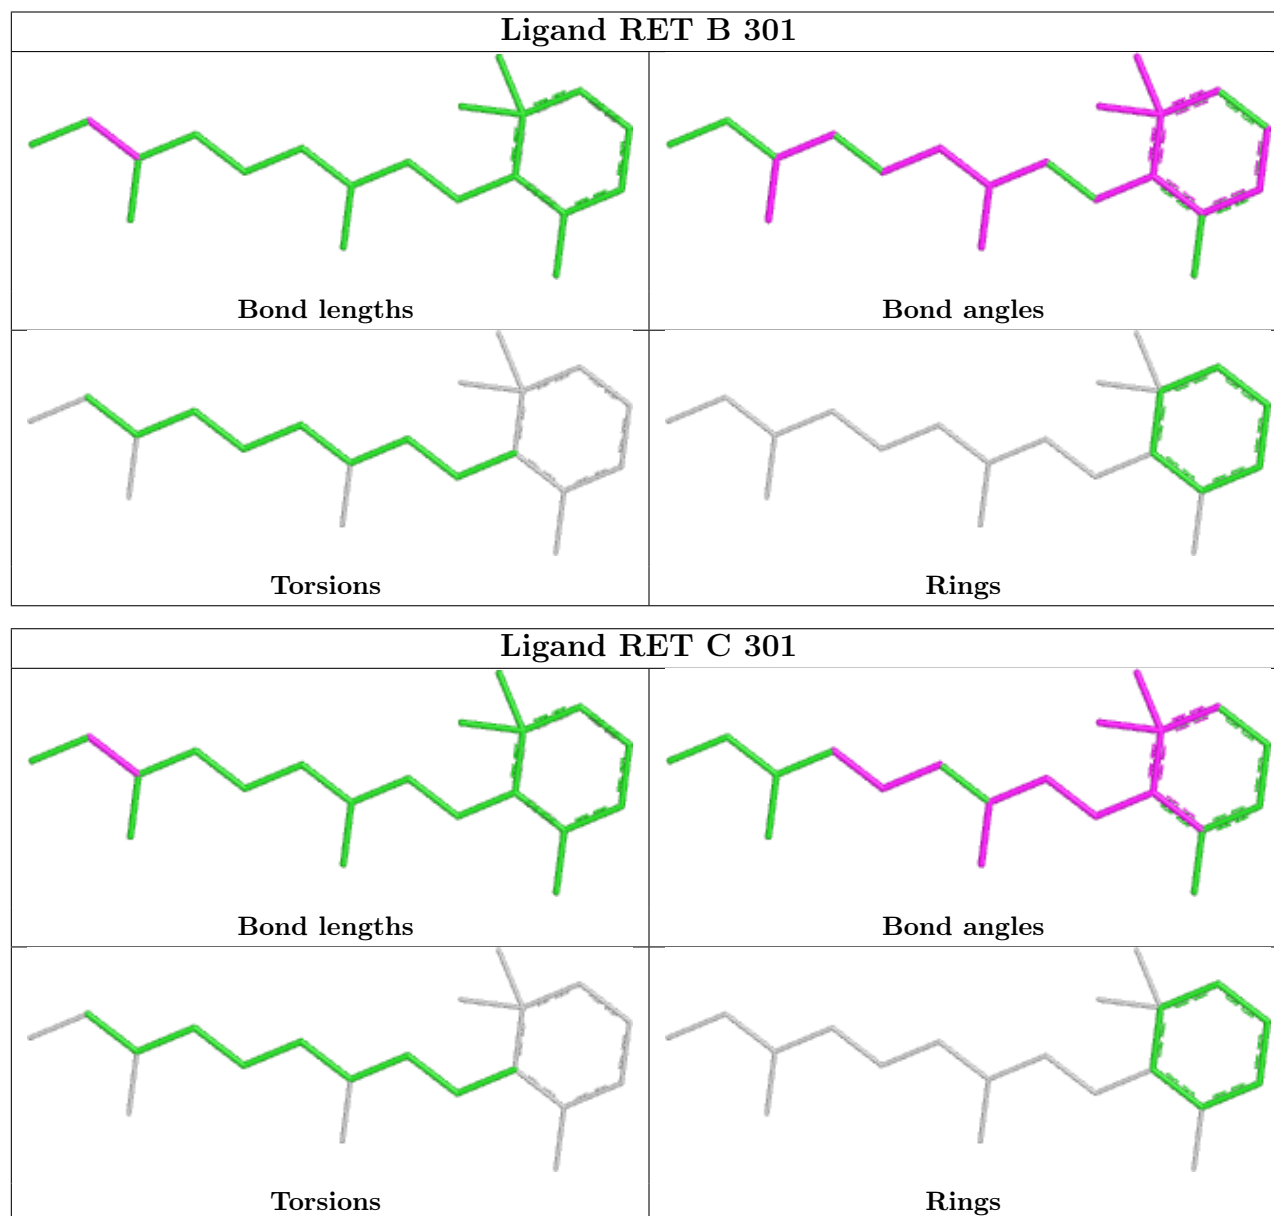 Ligand RET B 301
Bond lengths
Bond angles
Torsions
Rings
Ligand RET C 301
Bond lengths
Bond angles
Torsions
Rings